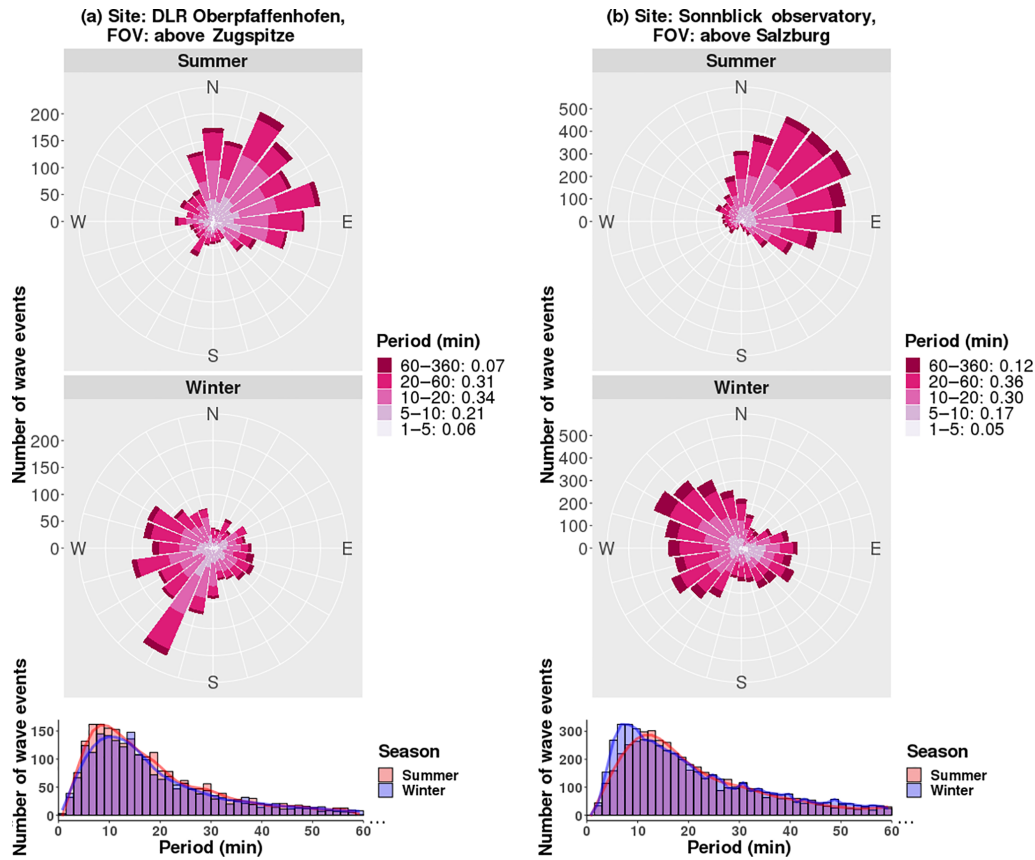 (a) Site: DLR Oberpfaffenhofen,
FOV: above Zugspitze
Summer
N
W
E
S
200
150
100
50
0
Number of wave events
Period (min)
60–360: 0.07
20–60: 0.31
10–20: 0.34
5–10: 0.21
1–5: 0.06
Winter
N
W
E
S
200
150
100
50
0
Number of wave events
150
100
50
0
0 10 20 30 40 50 60 ...
Period (min)
Season
Summer
Winter
(b) Site: Sonnblick observatory,
FOV: above Salzburg
Summer
N
W
E
S
500
400
300
200
100
0
Number of wave events
Period (min)
60–360: 0.12
20–60: 0.36
10–20: 0.30
5–10: 0.17
1–5: 0.05
Winter
N
W
E
S
500
400
300
200
100
0
Number of wave events
300
200
100
0
0 10 20 30 40 50 60 ...
Period (min)
Season
Summer
Winter